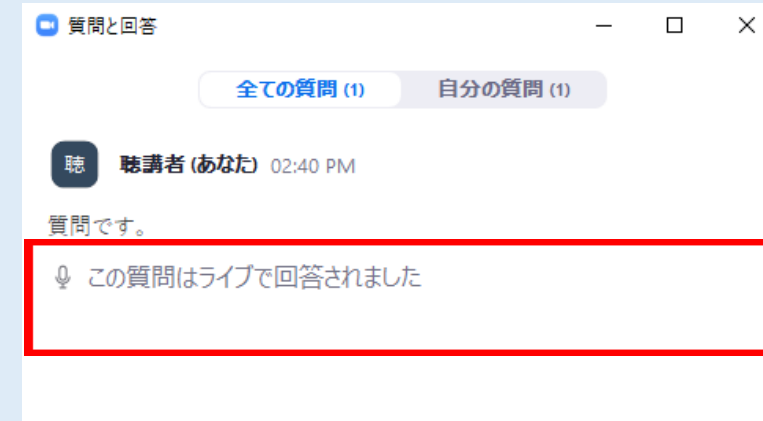 質問と回答
全ての質問 (1) 自分の質問 (1)
聴 聴講者 (あなた) 02:40 PM
質問です。
この質問はライブで回答されました